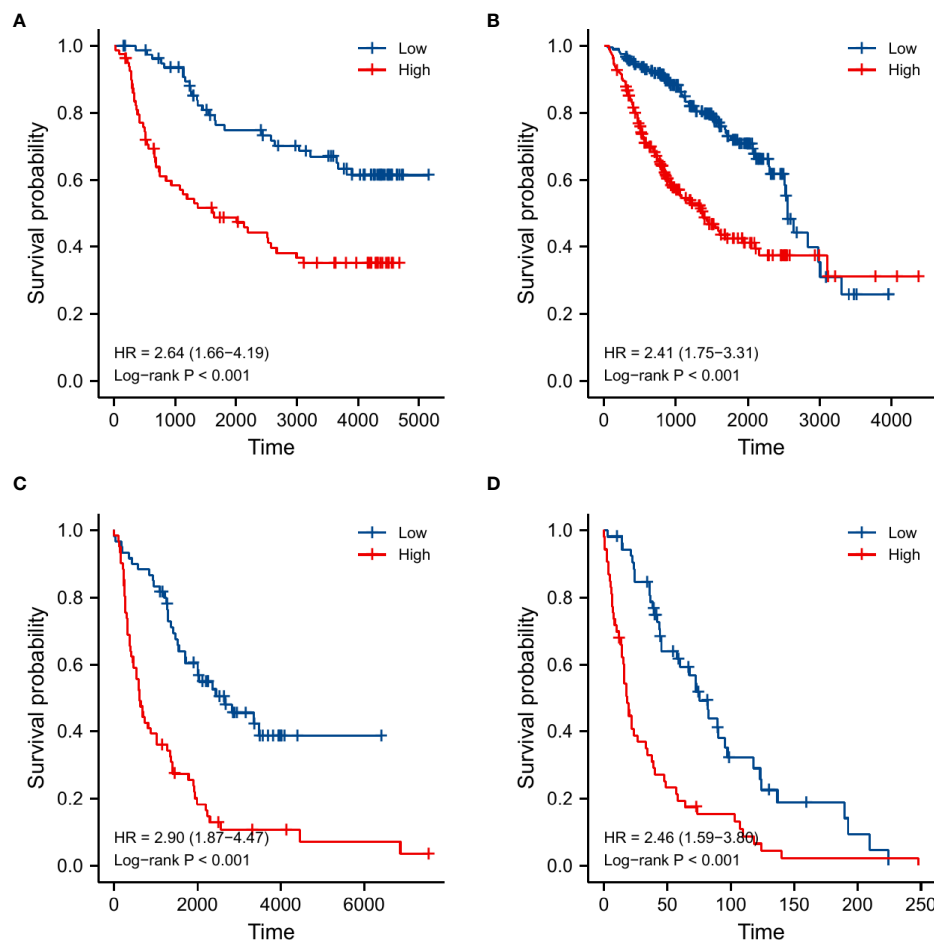 A
Survival probability
1.0
0.8
0.6
0.4
0.2
0.0
Low
High
HR = 2.64 (1.66−4.19)
Log−rank P < 0.001
0 1000 2000 3000 4000 5000
Time
B
Survival probability
1.0
0.8
0.6
0.4
0.2
0.0
Low
High
HR = 2.41 (1.75−3.31)
Log−rank P < 0.001
0 1000 2000 3000 4000
Time
C
Survival probability
1.0
0.8
0.6
0.4
0.2
0.0
Low
High
HR = 2.90 (1.87−4.47)
Log−rank P < 0.001
0 2000 4000 6000
Time
D
Survival probability
1.0
0.8
0.6
0.4
0.2
0.0
Low
High
HR = 2.46 (1.59−3.80)
Log−rank P < 0.001
0 50 100 150 200 250
Time